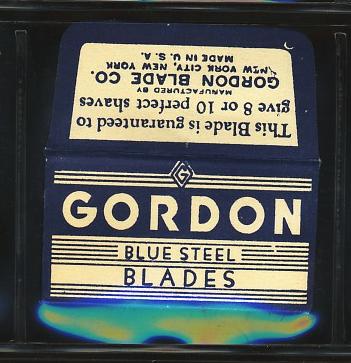 This Blade is guaranteed to
give 8 or 10 perfect shaves
MANUFACTURED BY
GORDON BLADE CO.
NEW YORK CITY, NEW YORK
MADE IN U. S. A.
G
GORDON
BLUE STEEL
BLADES